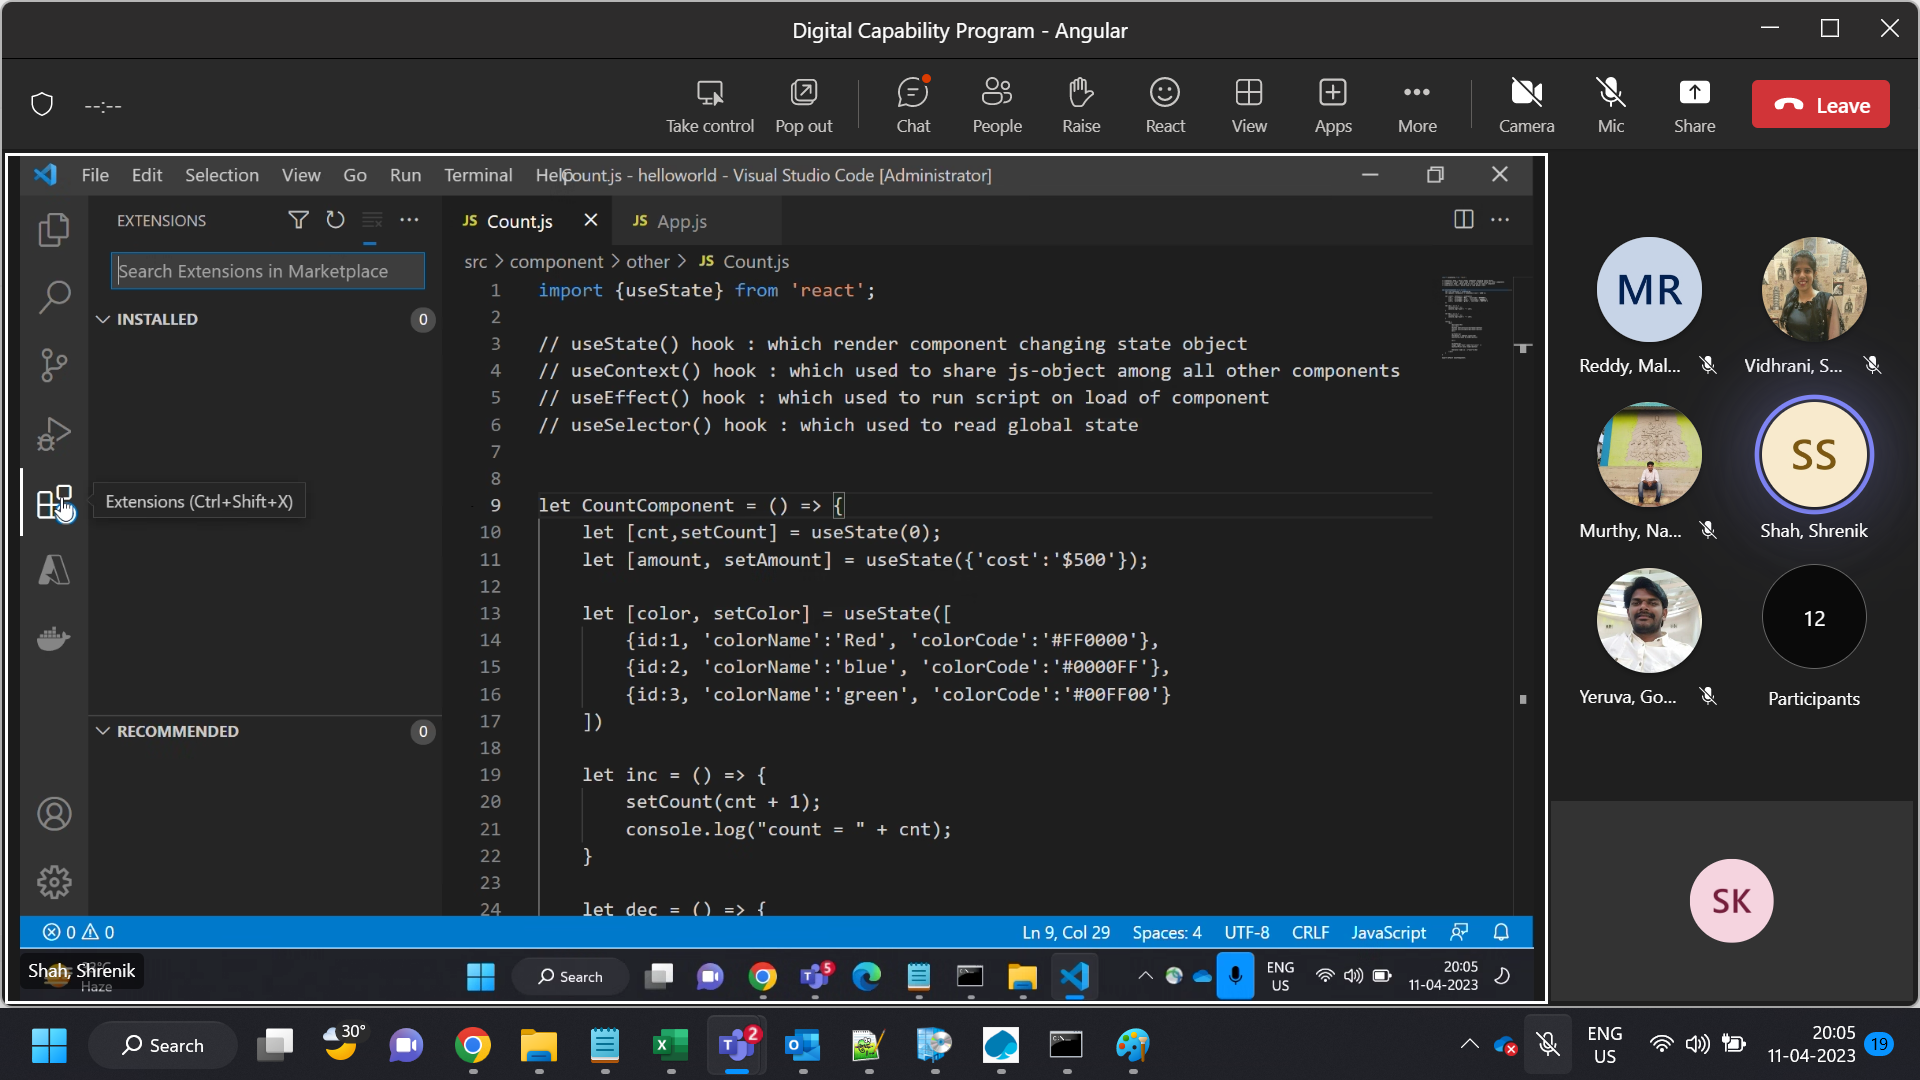 Digital Capability Program - Angular
--:--
Take control
Pop out
Chat
People
Raise
React
View
Apps
More
Camera
Mic
Share
Leave
File Edit Selection View Go Run Terminal Help
Count.js - helloworld - Visual Studio Code [Administrator]
EXTENSIONS
Search Extensions in Marketplace
INSTALLED
0
Extensions (Ctrl+Shift+X)
RECOMMENDED
0
JS Count.js
JS App.js
src > component > other > JS Count.js
1 import {useState} from 'react';
2
3 // useState() hook : which render component changing state object
4 // useContext() hook : which used to share js-object among all other components
5 // useEffect() hook : which used to run script on load of component
6 // useSelector() hook : which used to read global state
7
8
9 let CountComponent = () => {
10 let [cnt,setCount] = useState(0);
11 let [amount, setAmount] = useState({'cost':'$500'});
12
13 let [color, setColor] = useState([
14 {id:1, 'colorName':'Red', 'colorCode':'#FF0000'},
15 {id:2, 'colorName':'blue', 'colorCode':'#0000FF'},
16 {id:3, 'colorName':'green', 'colorCode':'#00FF00'}
17 ])
18
19 let inc = () => {
20 setCount(cnt + 1);
21 console.log("count = " + cnt);
22 }
23
24 let dec = () => {
0 0
Ln 9, Col 29
Spaces: 4
UTF-8
CRLF
JavaScript
Shah, Shrenik
Haze
Search
5
ENG
US
20:05
11-04-2023
MR
Reddy, Mal...
Vidhrani, S...
Murthy, Na...
SS
Shah, Shrenik
Yeruva, Go...
12
Participants
SK
Search
30°
2
ENG
US
20:05
11-04-2023
19